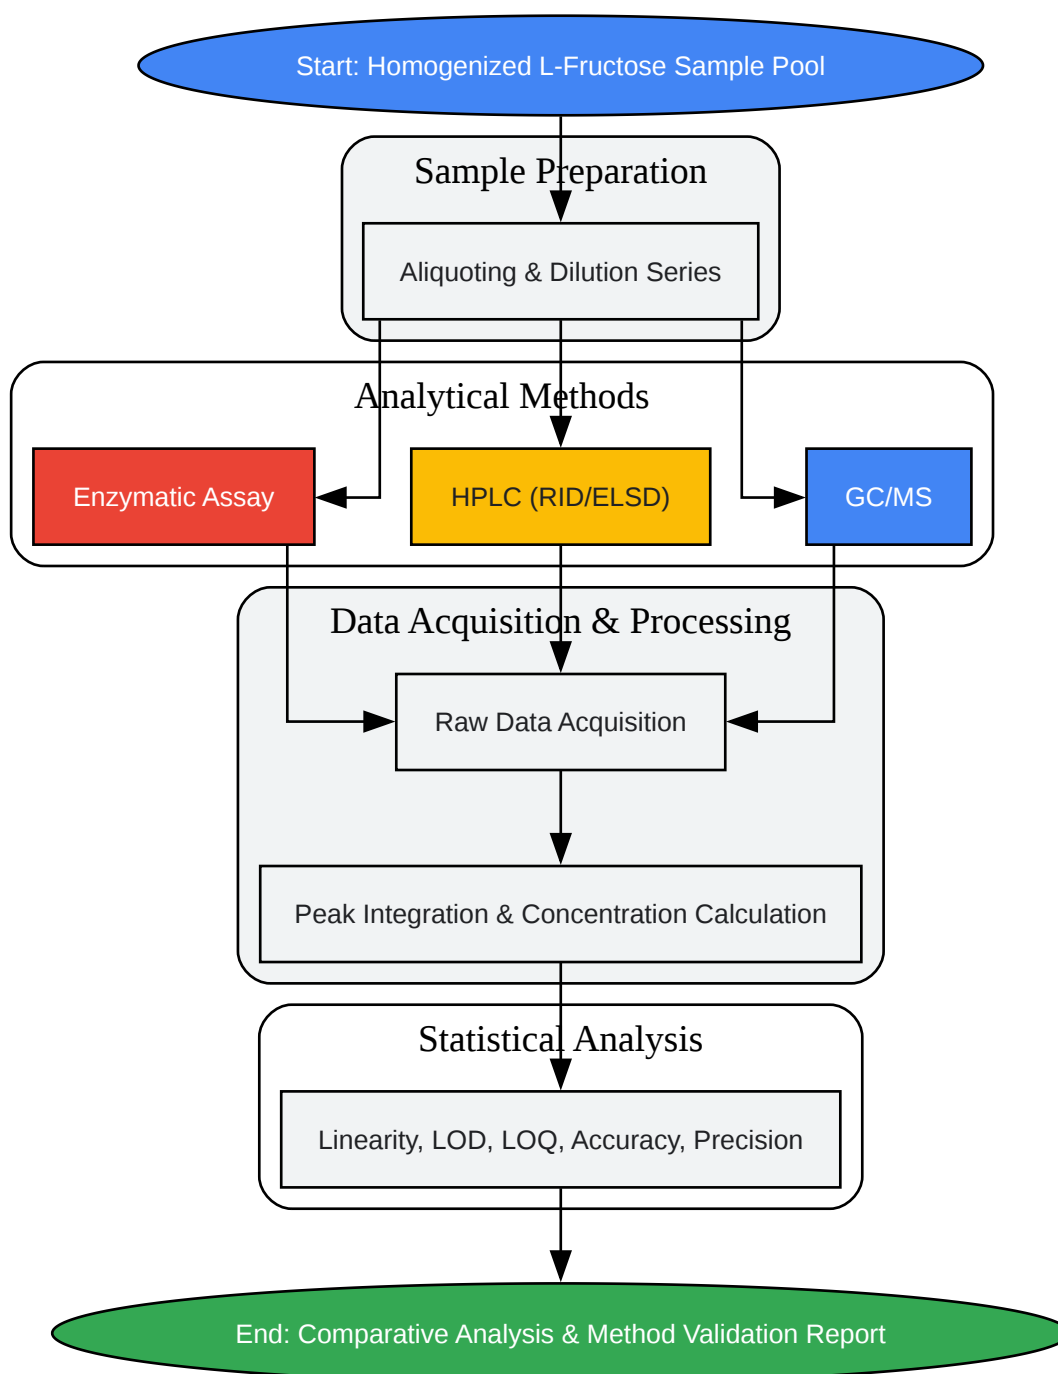 Start: Homogenized L-Fructose Sample Pool
Sample Preparation
Aliquoting & Dilution Series
Analytical Methods
Enzymatic Assay
HPLC (RID/ELSD)
GC/MS
Data Acquisition & Processing
Raw Data Acquisition
Peak Integration & Concentration Calculation
Statistical Analysis
Linearity, LOD, LOQ, Accuracy, Precision
End: Comparative Analysis & Method Validation Report